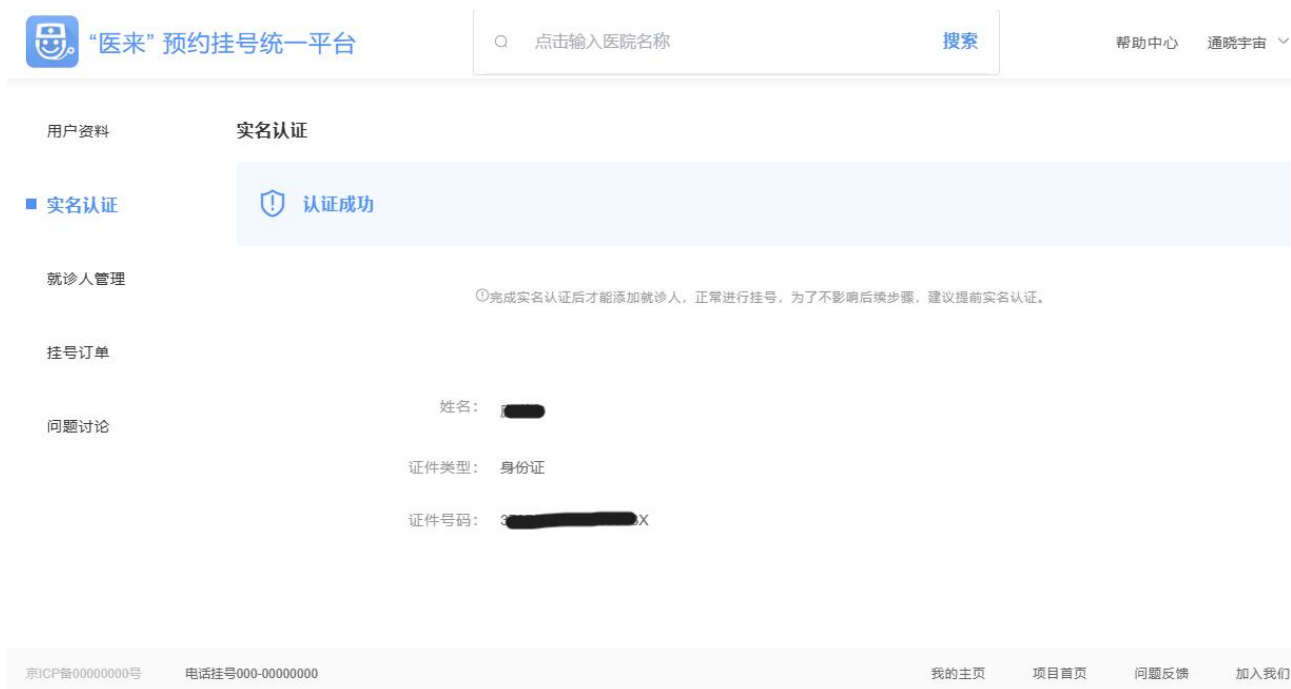 “医来” 预约挂号统一平台
点击输入医院名称
搜索
帮助中心
通晓宇宙
用户资料
实名认证
就诊人管理
挂号订单
问题讨论
实名认证
认证成功
完成实名认证后才能添加就诊人，正常进行挂号，为了不影响后续步骤，建议提前实名认证。
姓名：
证件类型： 身份证
证件号码： X
京ICP备00000000号
电话挂号000-00000000
我的主页
项目首页
问题反馈
加入我们